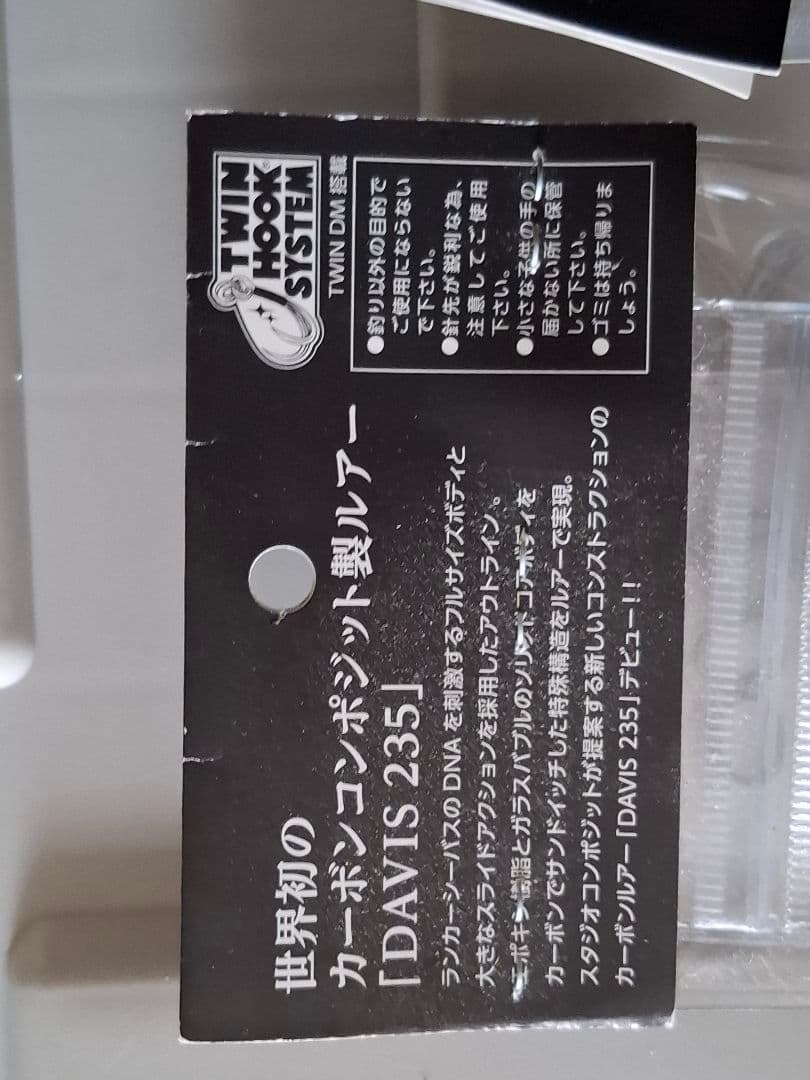 世界初の
カーボンコンポジット製ルアー
「DAVIS 235」
ランカーシーバスの DNA を刺激するフルサイズボディと
大きなスライドアクションを採用したアウトライン。
エポキシ樹脂とガラスバブルのソリッドコアボディを
カーボンでサンドイッチした特殊構造をルアーで実現。
スタジオコンポジットが提案する新しいコンストラクションの
カーボンルアー「DAVIS 235」デビュー!!
TWIN
HOOK®
SYSTEM
TWIN DM 搭載
●釣り以外の目的で
ご使用にならない
で下さい。
●針先が鋭利な為、
注意してご使用
下さい。
●小さな子供の手の
届かない所に保管
して下さい。
●ゴミは持ち帰りま
しょう。